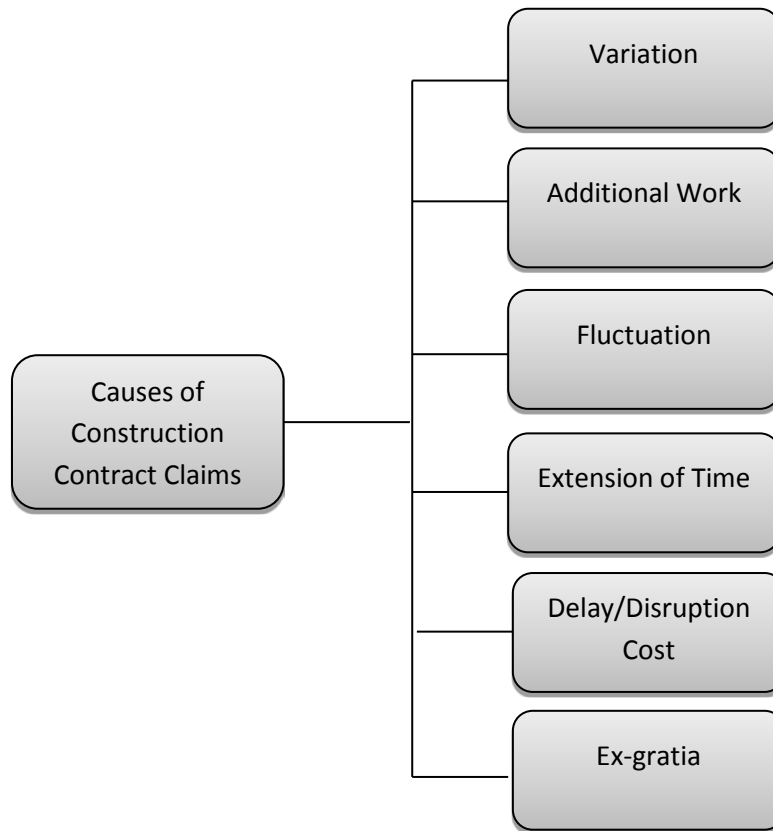 Variation
Additional Work
Fluctuation
Causes of
Construction
Contract Claims
Extension of Time
Delay/Disruption
Cost
Ex-gratia